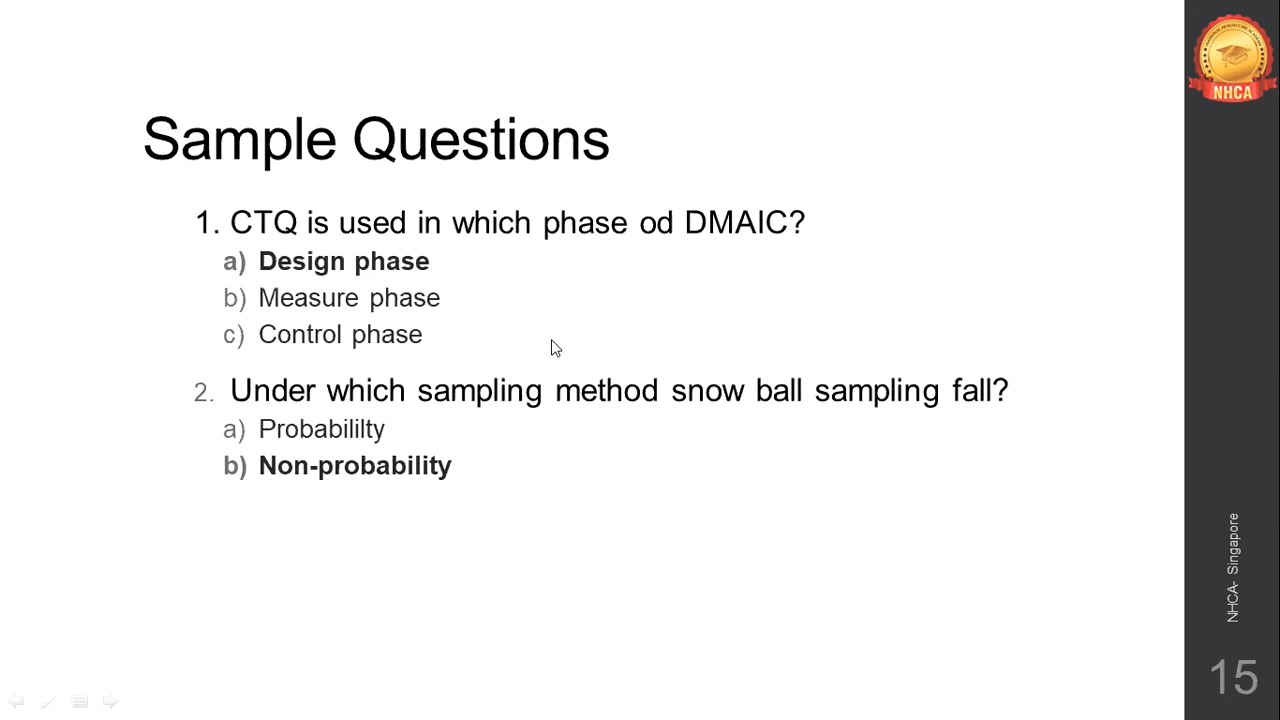 NHCA
Sample Questions
1. CTQ is used in which phase od DMAIC?
a) Design phase
b) Measure phase
c) Control phase
2. Under which sampling method snow ball sampling fall?
a) Probabililty
b) Non-probability
NHCA- Singapore
15